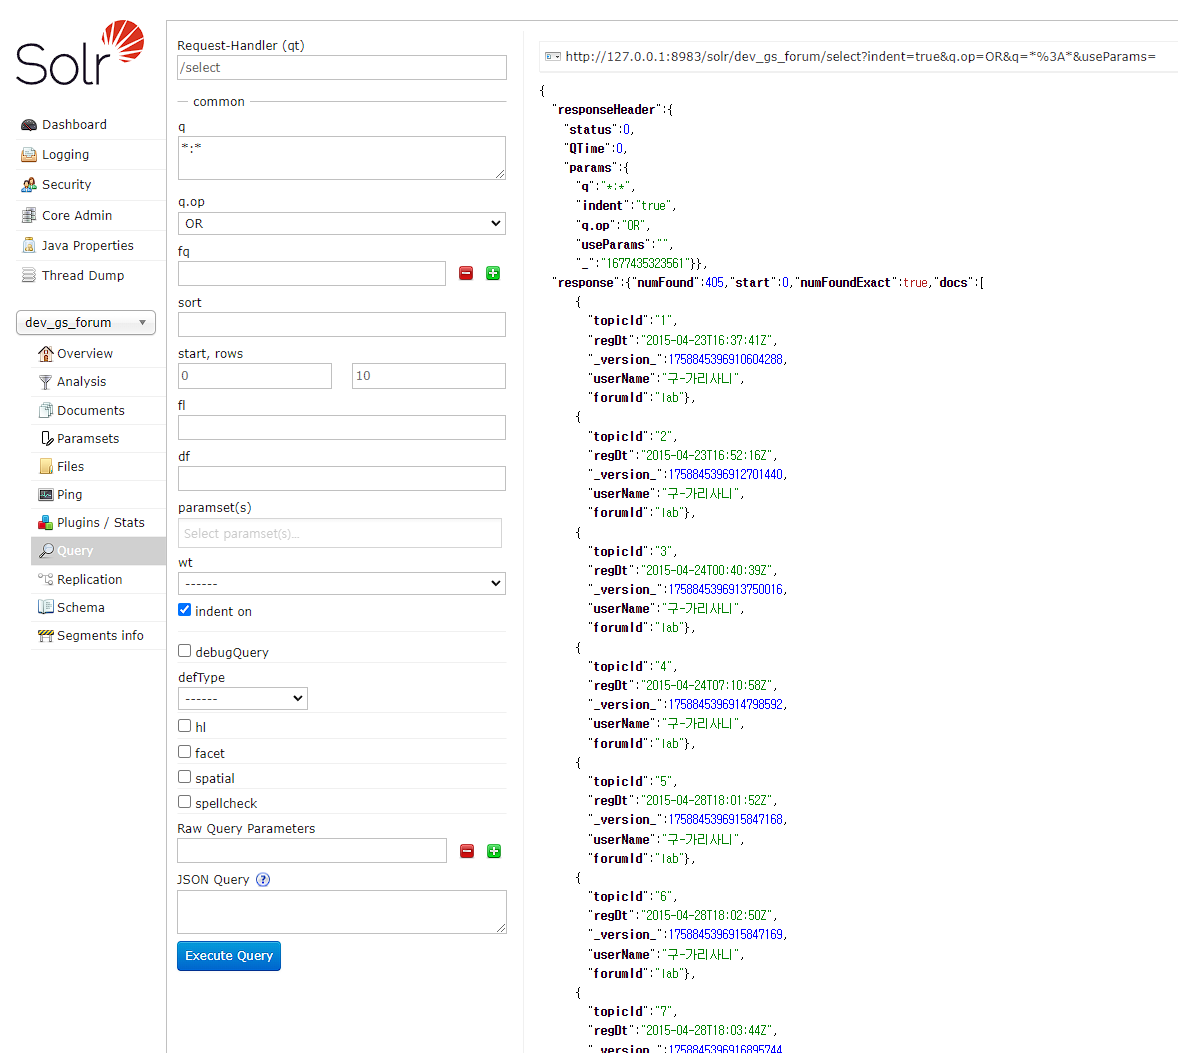 Solr
Dashboard
Logging
Security
Core Admin
Java Properties
Thread Dump
dev_gs_forum
Overview
Analysis
Documents
Paramsets
Files
Ping
Plugins / Stats
Query
Replication
Schema
Segments info
Request-Handler (qt)
/select
common
q
*:*
q.op
OR
fq
sort
start, rows
0
10
fl
df
paramset(s)
Select paramset(s)...
wt
------
indent on
debugQuery
defType
------
hl
facet
spatial
spellcheck
Raw Query Parameters
JSON Query ?
Execute Query
http://127.0.0.1:8983/solr/dev_gs_forum/select?indent=true&q.op=OR&q=*%3A*&useParams=
{
"responseHeader":{
"status":0,
"QTime":0,
"params":{
"q":"*:*",
"indent":"true",
"q.op":"OR",
"useParams":"",
"_":"1677435323561"}},
"response":{"numFound":405,"start":0,"numFoundExact":true,"docs":[
{
"topicId":"1",
"regDt":"2015-04-23T16:37:41Z",
"_version_":1758845396910604288,
"userName":"구-가리사니",
"forumId":"lab"},
{
"topicId":"2",
"regDt":"2015-04-23T16:52:16Z",
"_version_":1758845396912701440,
"userName":"구-가리사니",
"forumId":"lab"},
{
"topicId":"3",
"regDt":"2015-04-24T00:40:39Z",
"_version_":1758845396913750016,
"userName":"구-가리사니",
"forumId":"lab"},
{
"topicId":"4",
"regDt":"2015-04-24T07:10:58Z",
"_version_":1758845396914798592,
"userName":"구-가리사니",
"forumId":"lab"},
{
"topicId":"5",
"regDt":"2015-04-28T18:01:52Z",
"_version_":1758845396915847168,
"userName":"구-가리사니",
"forumId":"lab"},
{
"topicId":"6",
"regDt":"2015-04-28T18:02:50Z",
"_version_":1758845396915847169,
"userName":"구-가리사니",
"forumId":"lab"},
{
"topicId":"7",
"regDt":"2015-04-28T18:03:44Z",
"_version_":1758845396916895744,